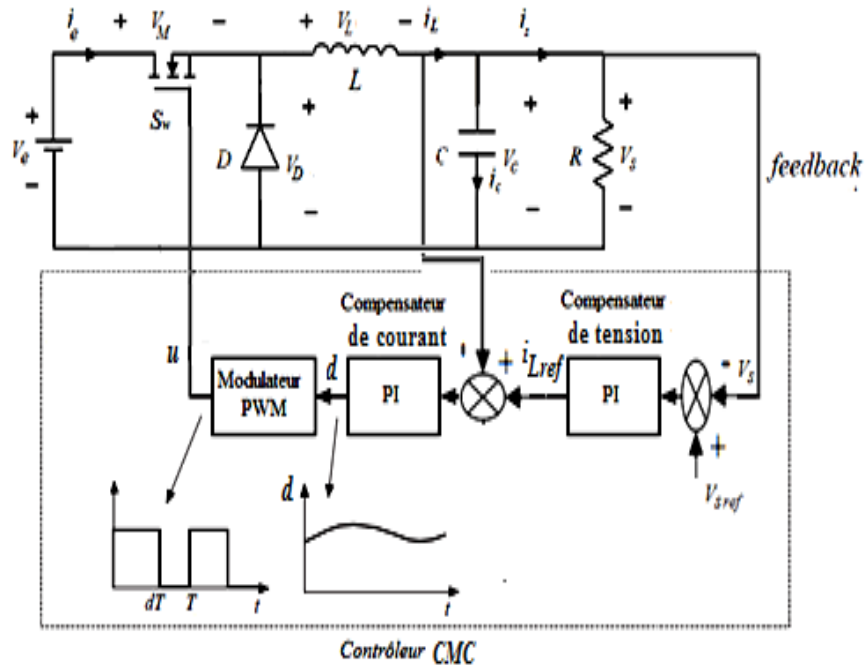 i_e + V_M - + V_L - i_L i_s
L
S_w
+ V_e -
D + V_D -
C + V_C i_c -
R + V_S -
feedback
Compensateur de courant
Compensateur de tension
u
Modulateur PWM
d
PI
+
i_Lref
PI
- V_S
+
V_Sref
dT T t
d
t
Contrôleur CMC